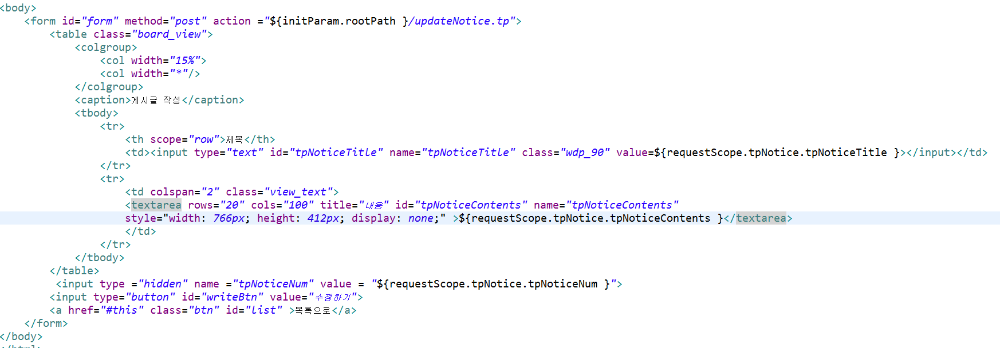 <body>
<form id="form" method="post" action ="${initParam.rootPath }/updateNotice.tp">
<table class="board_view">
<colgroup>
<col width="15%">
<col width="*"/>
</colgroup>
<caption>게시글 작성</caption>
<tbody>
<tr>
<th scope="row">제목</th>
<td><input type="text" id="tpNoticeTitle" name="tpNoticeTitle" class="wdp_90" value=${requestScope.tpNotice.tpNoticeTitle }></input></td>
</tr>
<tr>
<td colspan="2" class="view_text">
<textarea rows="20" cols="100" title="내용" id="tpNoticeContents" name="tpNoticeContents"
style="width: 766px; height: 412px; display: none;" >${requestScope.tpNotice.tpNoticeContents }</textarea>
</td>
</tr>
</tbody>
</table>
<input type ="hidden" name ="tpNoticeNum" value = "${requestScope.tpNotice.tpNoticeNum }">
<input type="button" id="writeBtn" value="수정하기">
<a href="#this" class="btn" id="list" >목록으로</a>
</form>
</body>